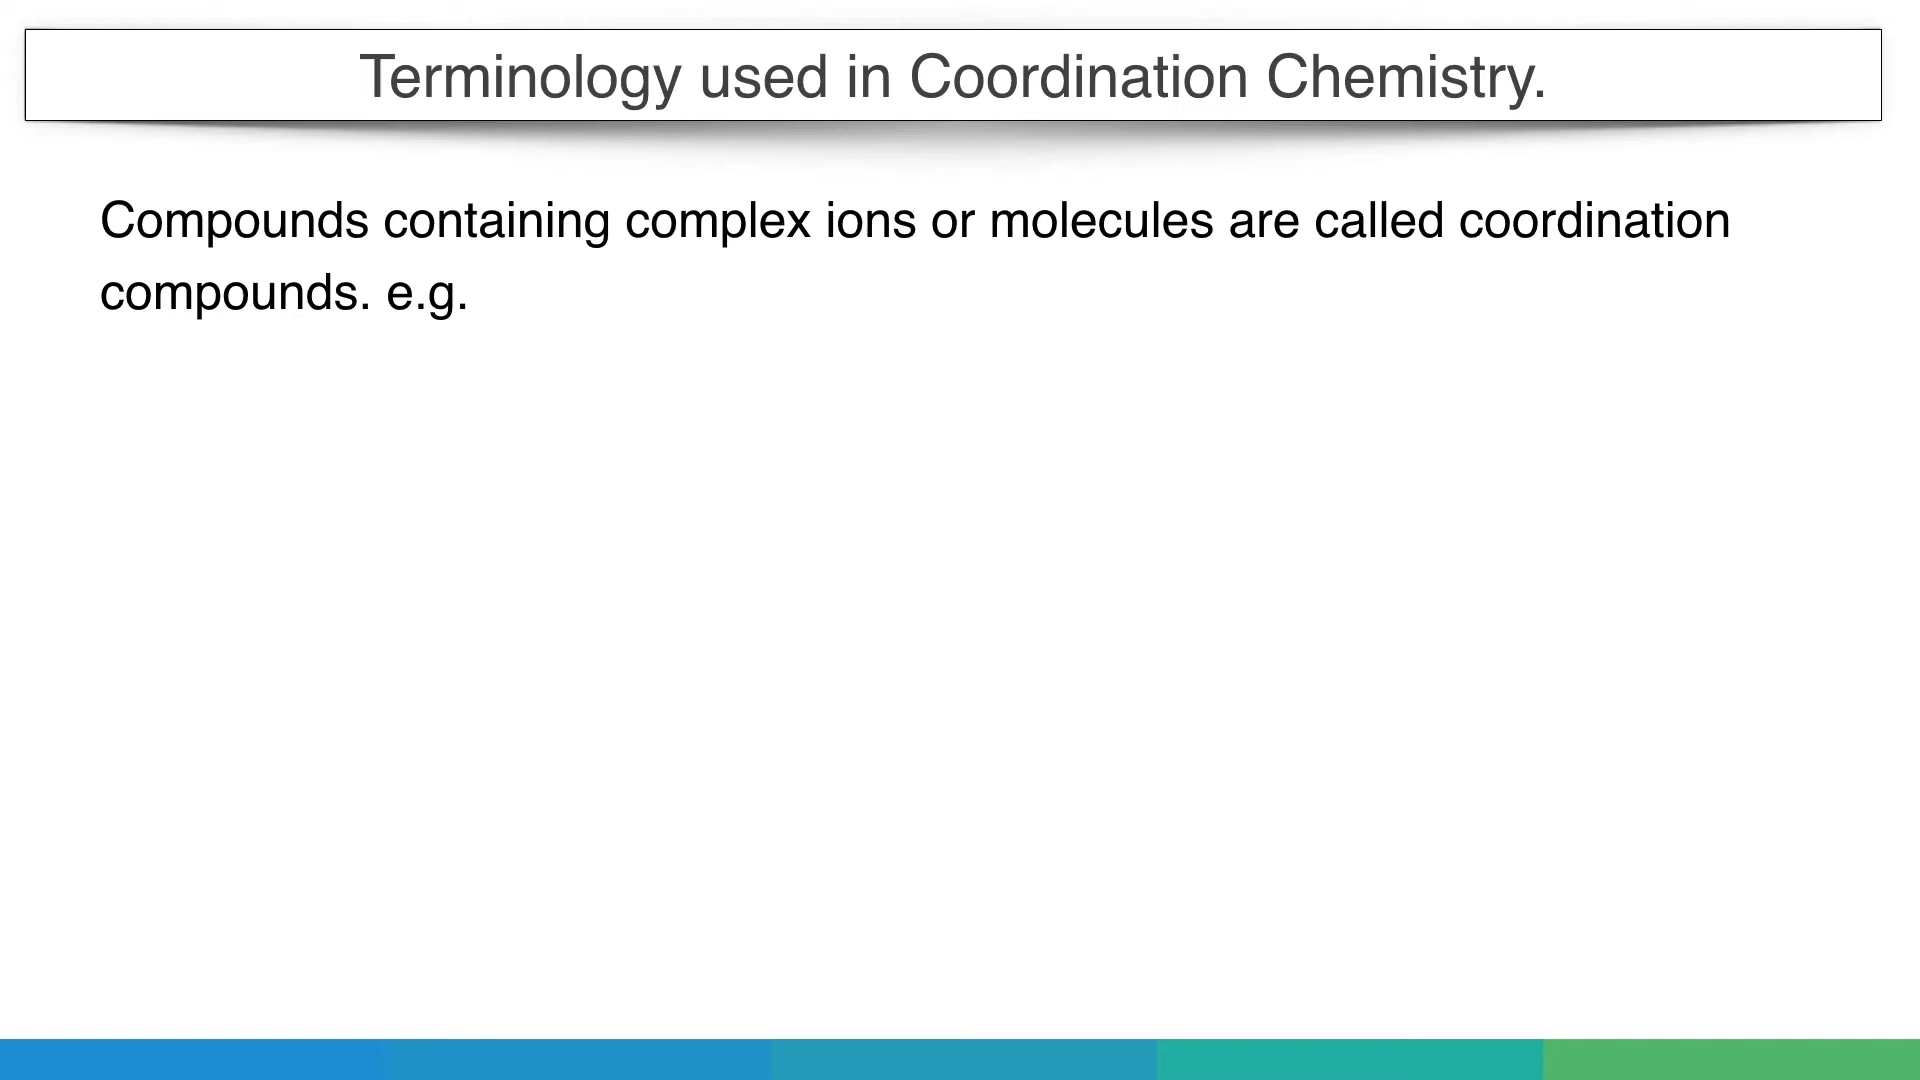 Terminology used in Coordination Chemistry.
Compounds containing complex ions or molecules are called coordination
compounds. e.g.